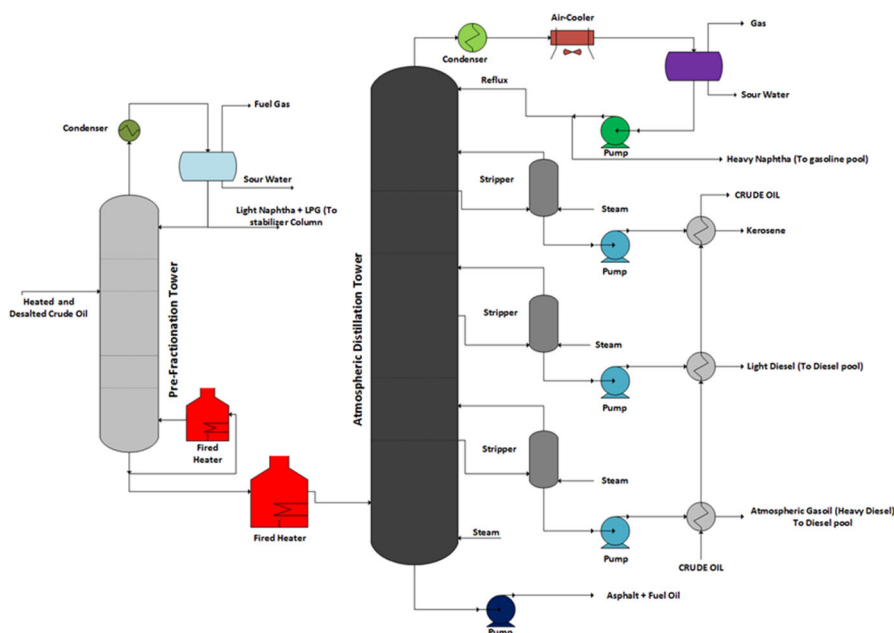 Air-Cooler
Gas
Condenser
Sour Water
Reflux
Pump
Heavy Naphtha (To gasoline pool)
Fuel Gas
Condenser
Sour Water
Light Naphtha + LPG (To
stabilizer Column
Heated and
Desalted Crude Oil
Pre-Fractionation Tower
Fired
Heater
Fired Heater
Atmospheric Distillation Tower
Stripper
Steam
CRUDE OIL
Kerosene
Pump
Stripper
Steam
Light Diesel (To Diesel pool)
Pump
Stripper
Steam
Atmospheric Gasoil (Heavy Diesel)
To Diesel pool
Pump
CRUDE OIL
Steam
Asphalt + Fuel Oil
Pump